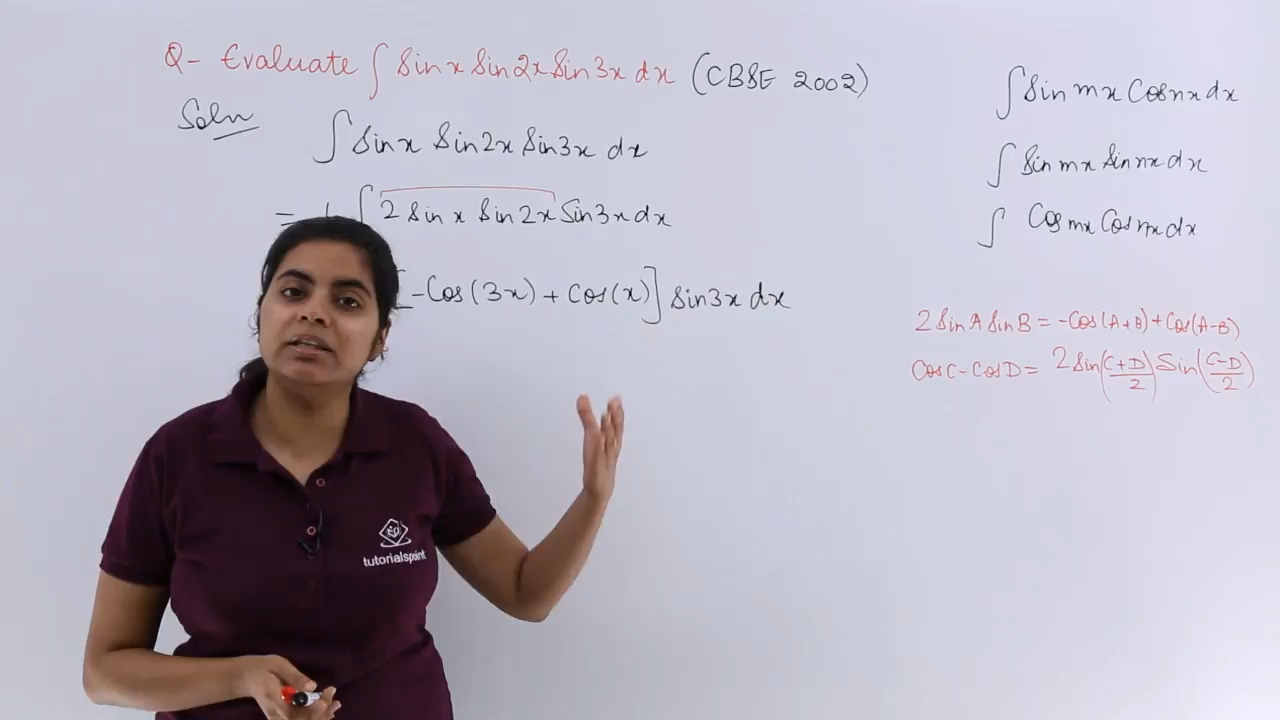 Q- Evaluate ∫ Sin x Sin 2x Sin 3x dx (CBSE 2002)
Soln
∫ Sin x Sin 2x Sin 3x dx
= ∫ 2 Sin x Sin 2x Sin 3x dx
[-Cos(3x) + Cos(x)] Sin 3x dx
∫ Sin mx Cos nx dx
∫ Sin mx Sin nx dx
∫ Cos mx Cos nx dx
2 Sin A Sin B = -Cos(A+B) + Cos(A-B)
Cos C - Cos D = 2 Sin((C+D)/2) Sin((C-D)/2)
tutorialspoint